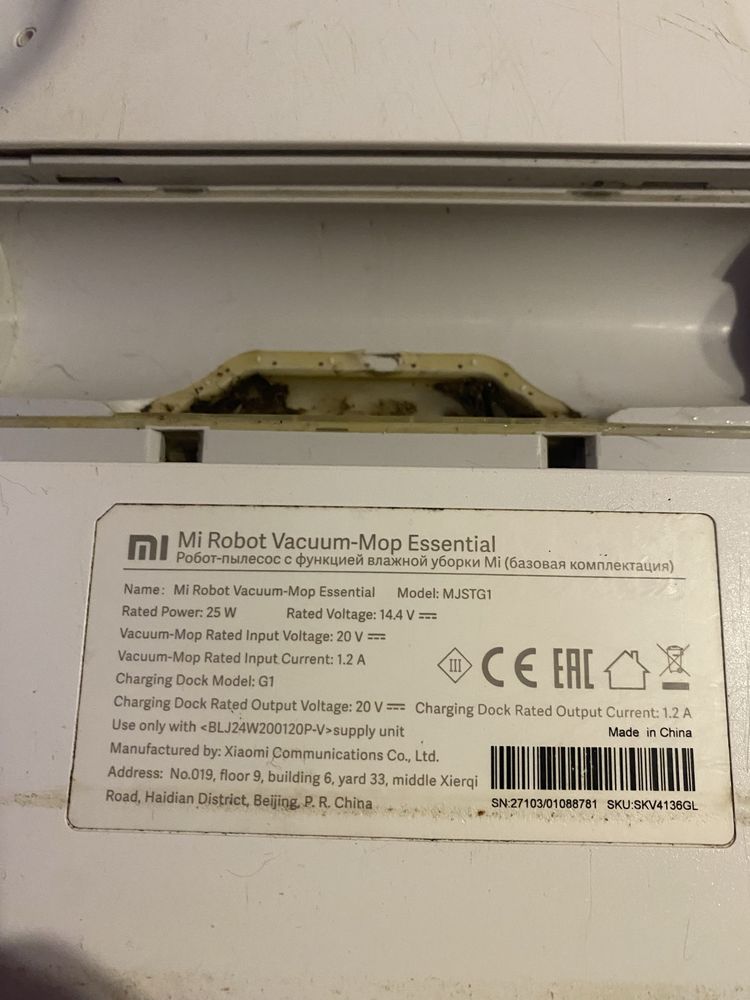 mi Mi Robot Vacuum-Mop Essential
Робот-пылесос с функцией влажной уборки Mi (базовая комплектация)
Name: Mi Robot Vacuum-Mop Essential Model: MJSTG1
Rated Power: 25 W Rated Voltage: 14.4 V
Vacuum-Mop Rated Input Voltage: 20 V
Vacuum-Mop Rated Input Current: 1.2 A
III CE EAC
Charging Dock Model: G1
Charging Dock Rated Output Voltage: 20 V Charging Dock Rated Output Current: 1.2 A
Use only with <BLJ24W200120P-V>supply unit
Made in China
Manufactured by: Xiaomi Communications Co., Ltd.
Address: No.019, floor 9, building 6, yard 33, middle Xierqi
Road, Haidian District, Beijing, P. R. China
SN:27103/01088781 SKU:SKV4136GL